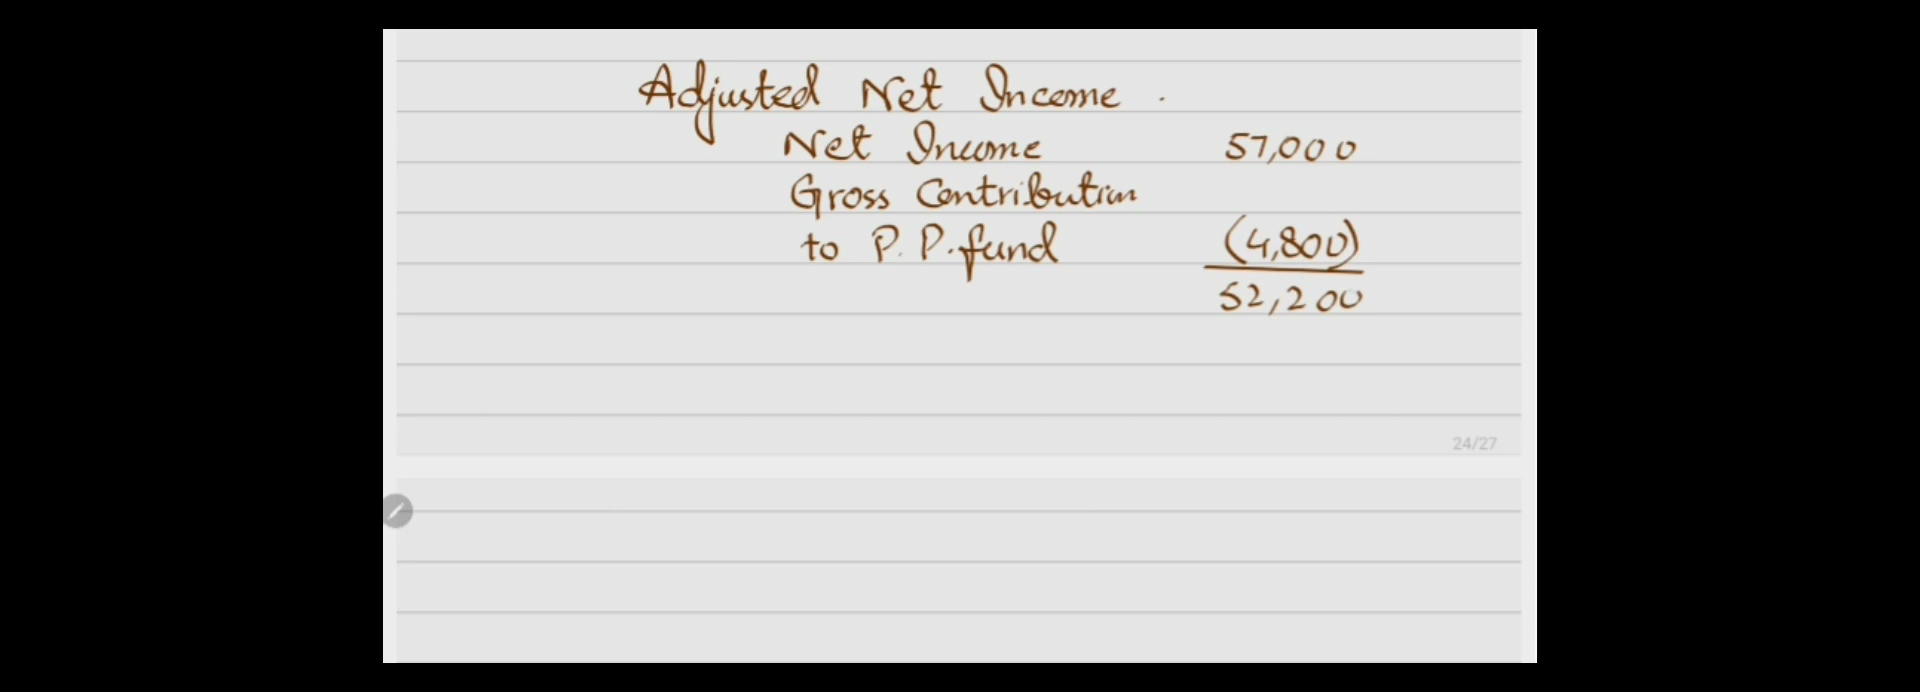 Adjusted Net Income.
Net Income 57,000
Gross Contribution
to P.P.fund (4,800)
52,200
24/27